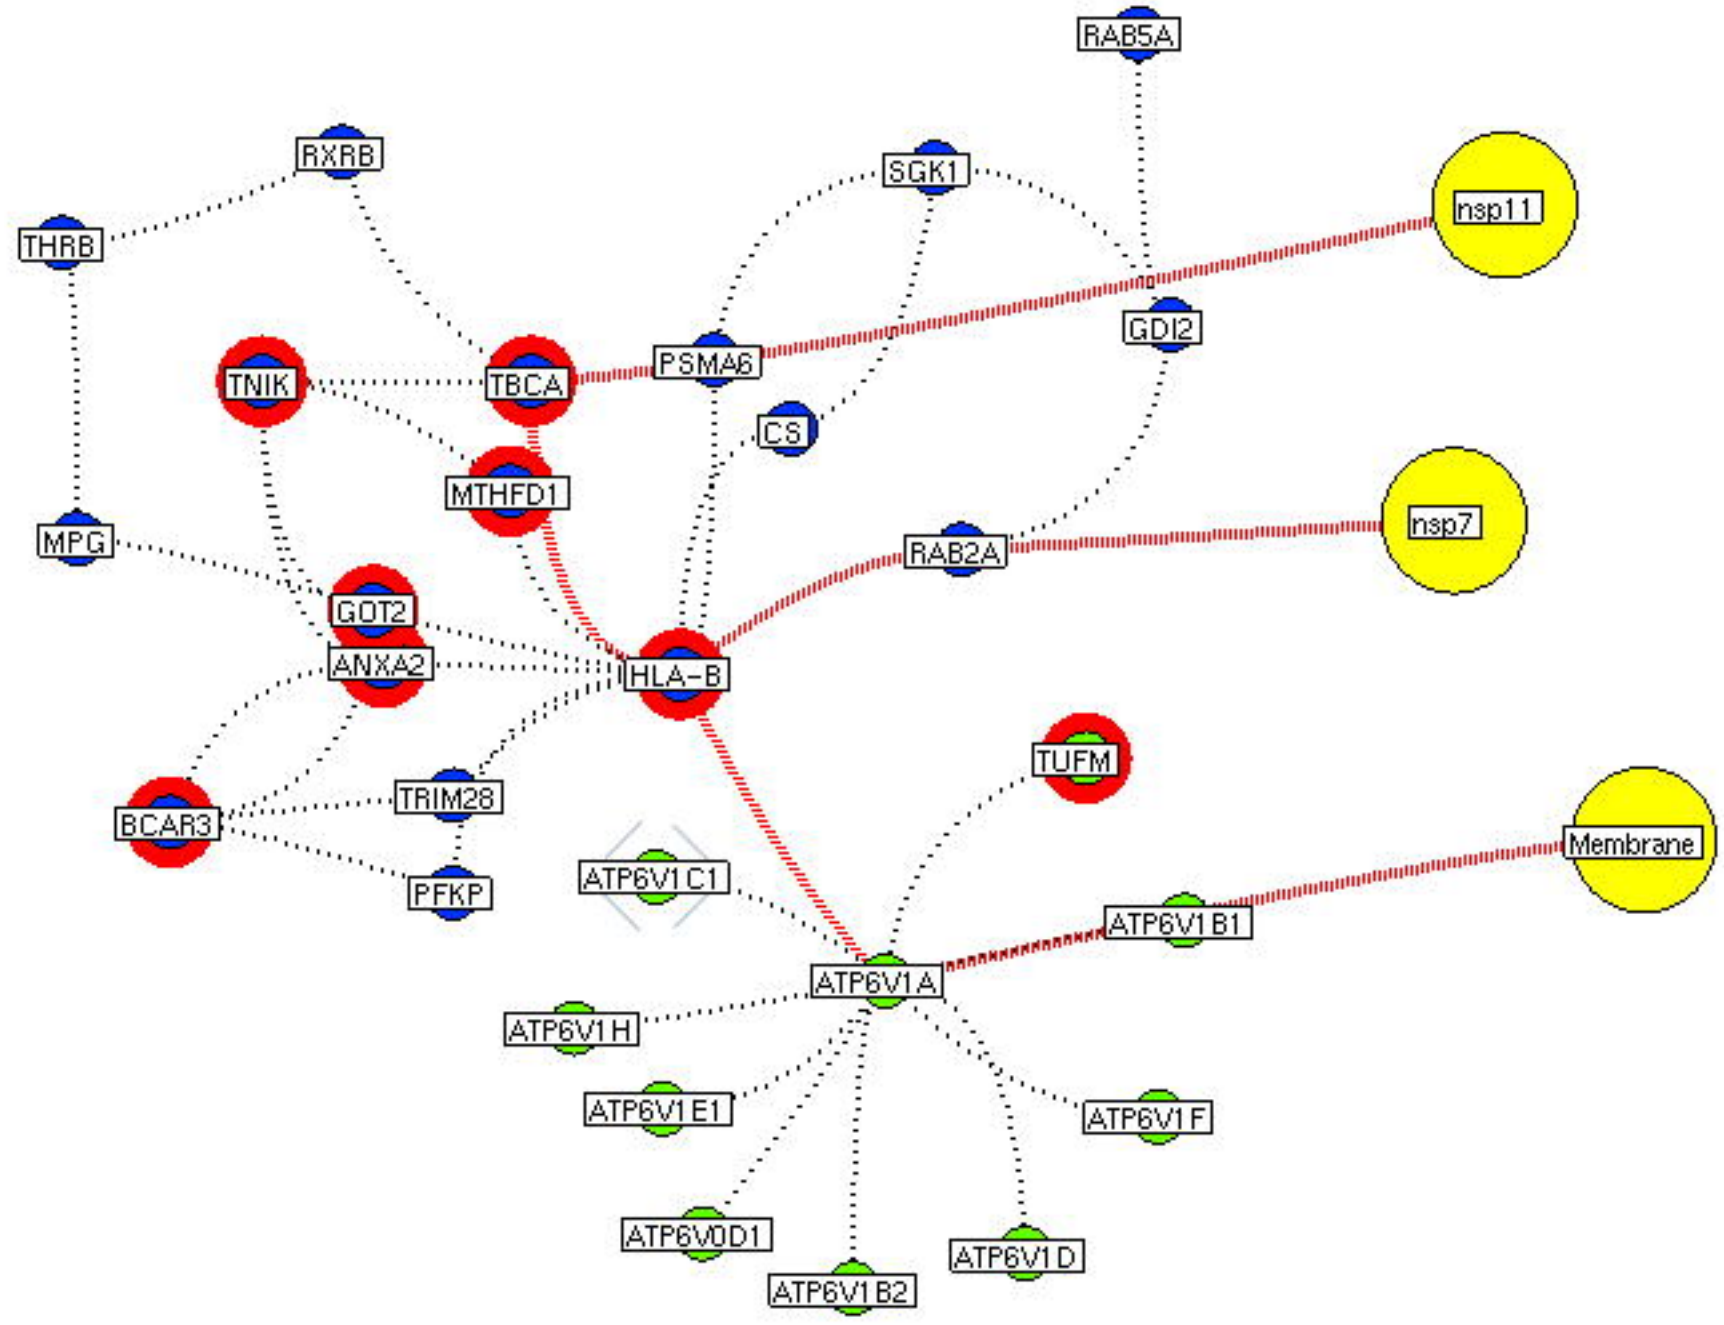 RAB5A
RXRB
SGK1
nsp11
THRB
GDI2
PSMA6
TNIK
TBCA
CS
MTHFD1
nsp7
MPG
RAB2A
GOT2
ANXA2
HLA-B
TUFM
TRIM28
BCAR3
Membrane
ATP6V1C1
PFKP
ATP6V1B1
ATP6V1A
ATP6V1H
ATP6V1E1
ATP6V1F
ATP6V0D1
ATP6V1D
ATP6V1B2